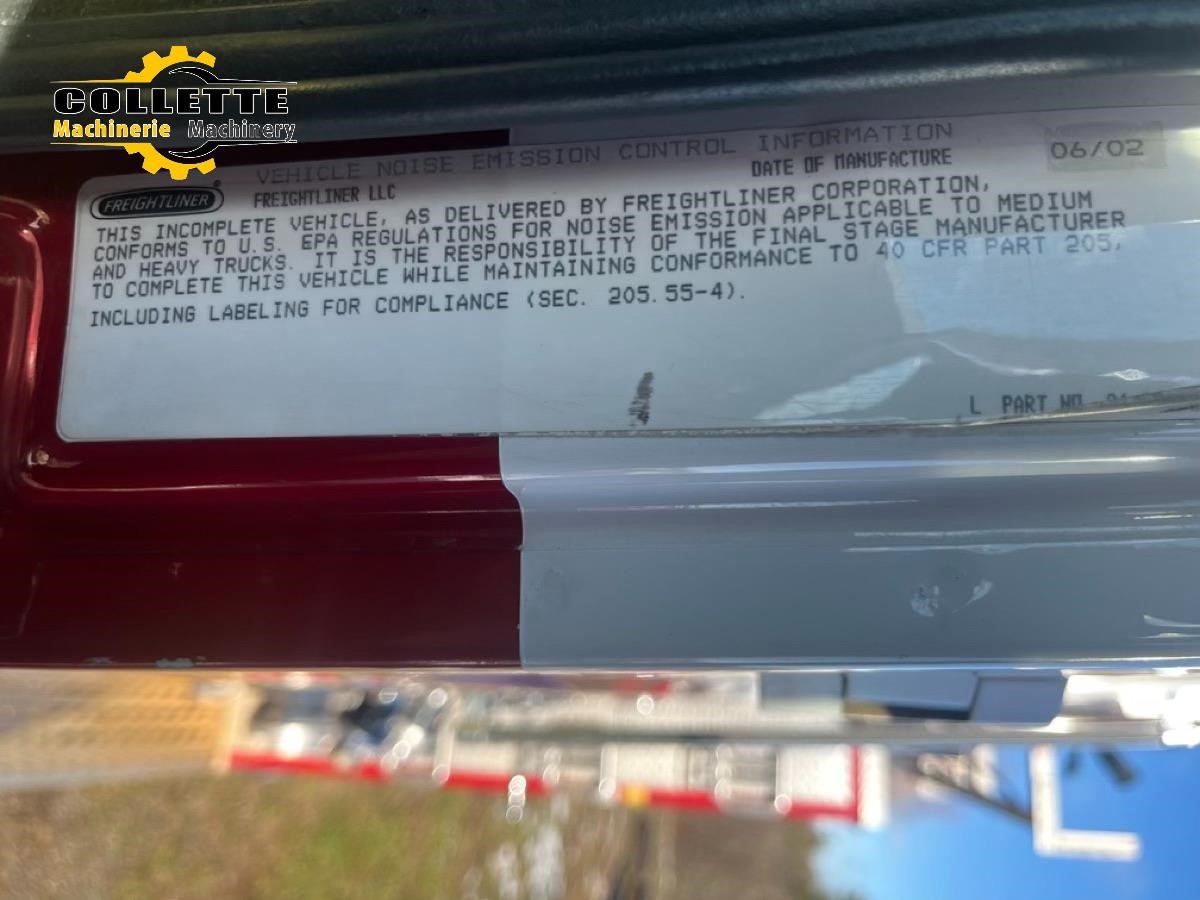 COLLETTE
Machinerie Machinery
VEHICLE NOISE EMISSION CONTROL INFORMATION
FREIGHTLINER FREIGHTLINER LLC DATE OF MANUFACTURE 06/02
THIS INCOMPLETE VEHICLE, AS DELIVERED BY FREIGHTLINER CORPORATION,
CONFORMS TO U.S. EPA REGULATIONS FOR NOISE EMISSION APPLICABLE TO MEDIUM
AND HEAVY TRUCKS. IT IS THE RESPONSIBILITY OF THE FINAL STAGE MANUFACTURER
TO COMPLETE THIS VEHICLE WHILE MAINTAINING CONFORMANCE TO 40 CFR PART 205,
INCLUDING LABELING FOR COMPLIANCE (SEC. 205.55-4).
L PART NO.